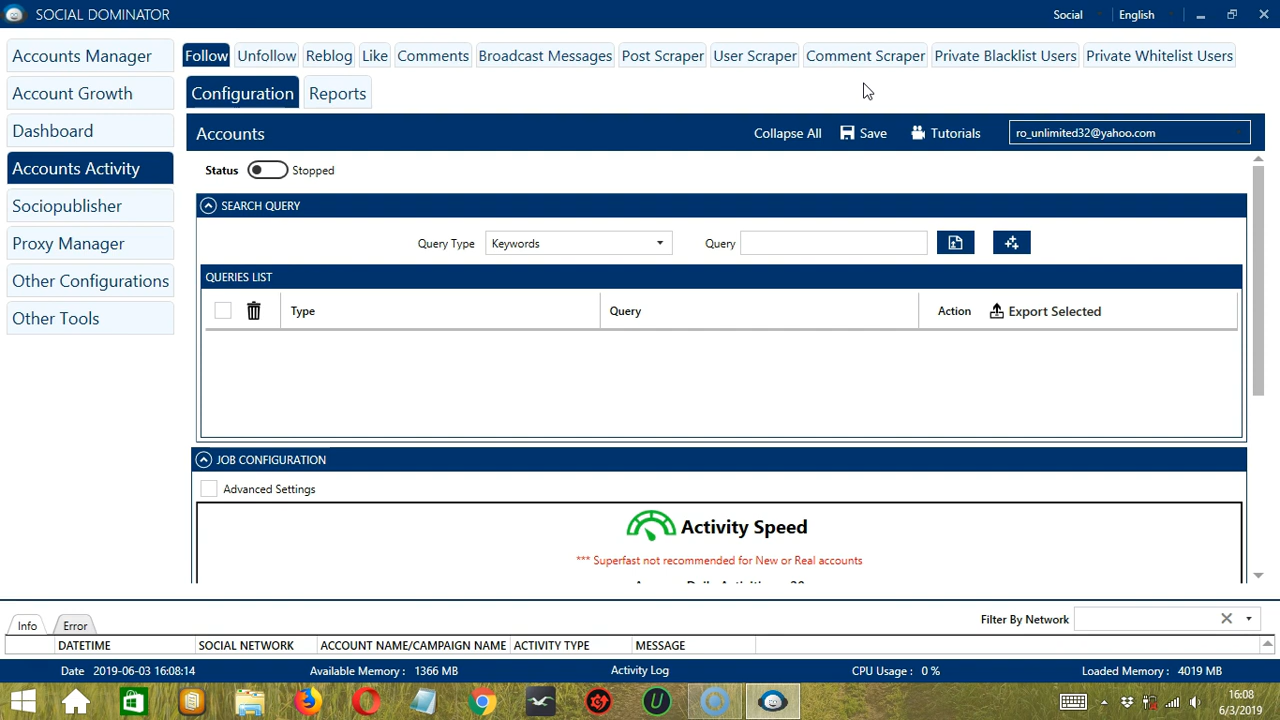 SOCIAL DOMINATOR
Social
English
Accounts Manager
Account Growth
Dashboard
Accounts Activity
Sociopublisher
Proxy Manager
Other Configurations
Other Tools
Follow Unfollow Reblog Like Comments Broadcast Messages Post Scraper User Scraper Comment Scraper Private Blacklist Users Private Whitelist Users
Configuration Reports
Accounts Collapse All Save Tutorials ro_unlimited32@yahoo.com
Status Stopped
SEARCH QUERY
Query Type Keywords Query
QUERIES LIST
Type Query Action Export Selected
JOB CONFIGURATION
Advanced Settings
Activity Speed
*** Superfast not recommended for New or Real accounts
Info Error Filter By Network
DATETIME SOCIAL NETWORK ACCOUNT NAME/CAMPAIGN NAME ACTIVITY TYPE MESSAGE
Date 2019-06-03 16:08:14 Available Memory : 1366 MB Activity Log CPU Usage : 0 % Loaded Memory : 4019 MB
16:08
6/3/2019